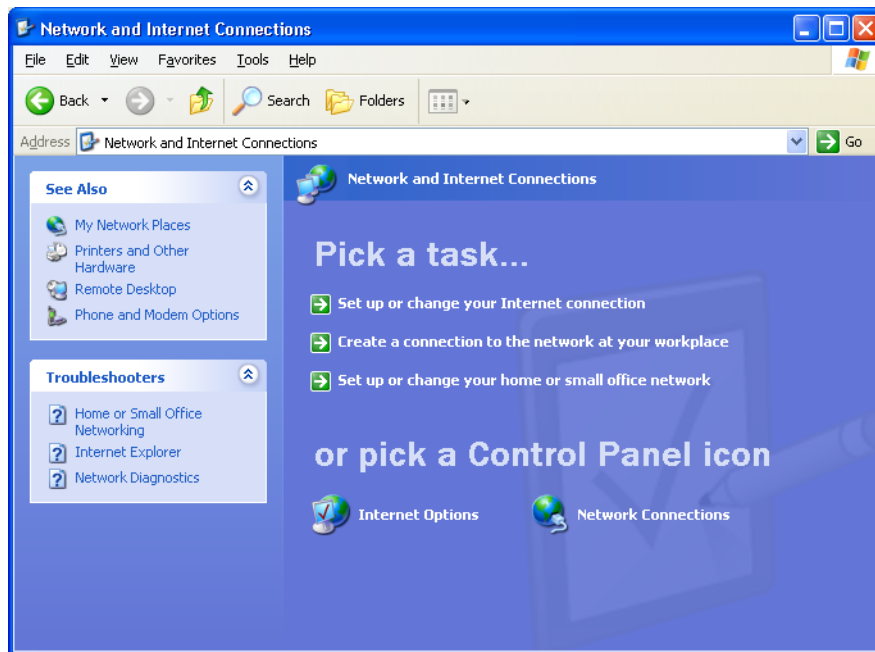 Network and Internet Connections
File Edit View Favorites Tools Help
Back Search Folders
Address Network and Internet Connections Go
See Also
My Network Places
Printers and Other
Hardware
Remote Desktop
Phone and Modem Options
Troubleshooters
Home or Small Office
Networking
Internet Explorer
Network Diagnostics
Network and Internet Connections
Pick a task...
Set up or change your Internet connection
Create a connection to the network at your workplace
Set up or change your home or small office network
or pick a Control Panel icon
Internet Options
Network Connections